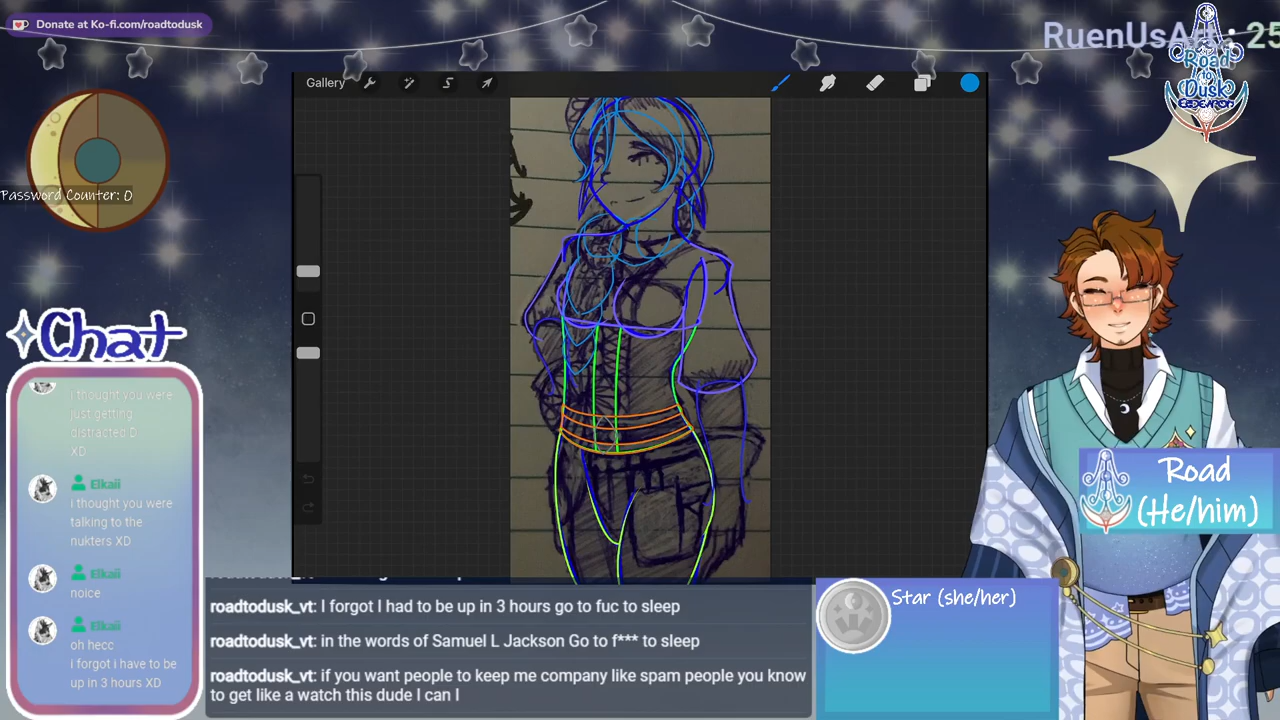 Donate at Ko-fi.com/roadtodusk
RuenUsA
: 25
Road
to
Dusk
Gallery
Password Counter: 0
Chat
i thought you were
just getting
distracted.D
XD
Elkaii
i thought you were
talking to the
nukters XD
Elkaii
noice
Elkaii
oh hecc
i forgot i have to be
up in 3 hours XD
roadtodusk_vt: I forgot I had to be up in 3 hours go to fuc to sleep
roadtodusk_vt: in the words of Samuel L Jackson Go to f*** to sleep
roadtodusk_vt: if you want people to keep me company like spam people you know
to get like a watch this dude I can I
Star (she/her)
Road
(He/him)